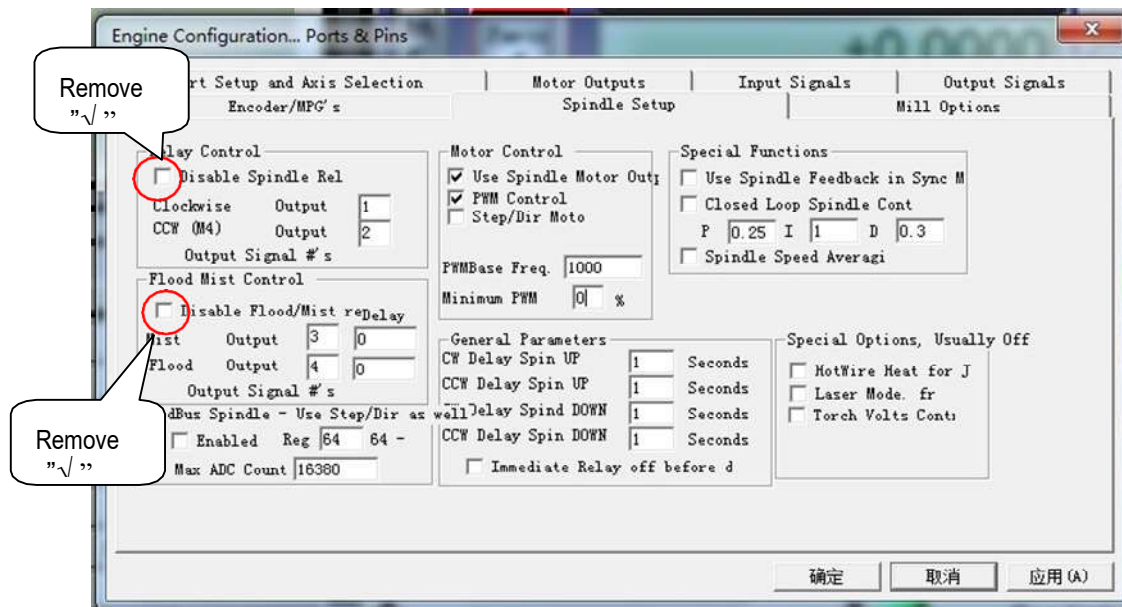 Engine Configuration... Ports & Pins
+0.0000
Remove
"√ "
rt Setup and Axis Selection
Motor Outputs
Input Signals
Output Signals
Encoder/MPG's
Spindle Setup
Mill Options
elay Control
Disable Spindle Rel
Clockwise Output 1
CCW (M4) Output 2
Output Signal #'s
Flood Mist Control
Disable Flood/Mist re
Delay
Mist Output 3 0
Flood Output 4 0
Output Signal #'s
dBus Spindle - Use Step/Dir as well
Enabled Reg 64 64 -
Max ADC Count 16380
Remove
"√ "
Motor Control
Use Spindle Motor Outp
PWM Control
Step/Dir Moto
PWMBase Freq. 1000
Minimum PWM 0 %
General Parameters
CW Delay Spin UP 1 Seconds
CCW Delay Spin UP 1 Seconds
CW Delay Spind DOWN 1 Seconds
CCW Delay Spin DOWN 1 Seconds
Immediate Relay off before d
Special Functions
Use Spindle Feedback in Sync M
Closed Loop Spindle Cont
P 0.25 I 1 D 0.3
Spindle Speed Averagi
Special Options, Usually Off
HotWire Heat for J
Laser Mode. fr
Torch Volts Conti
确定
取消
应用(A)